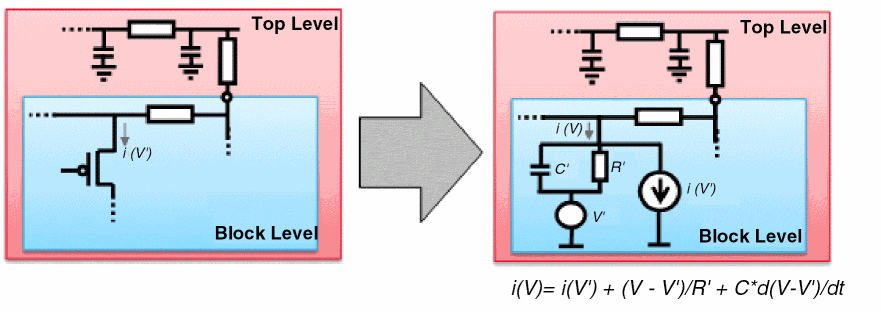 Top Level
i (V')
Block Level
Top Level
i (V)
C'
R'
i (V')
V'
Block Level
i(V)= i(V') + (V - V')/R' + C*d(V-V')/dt